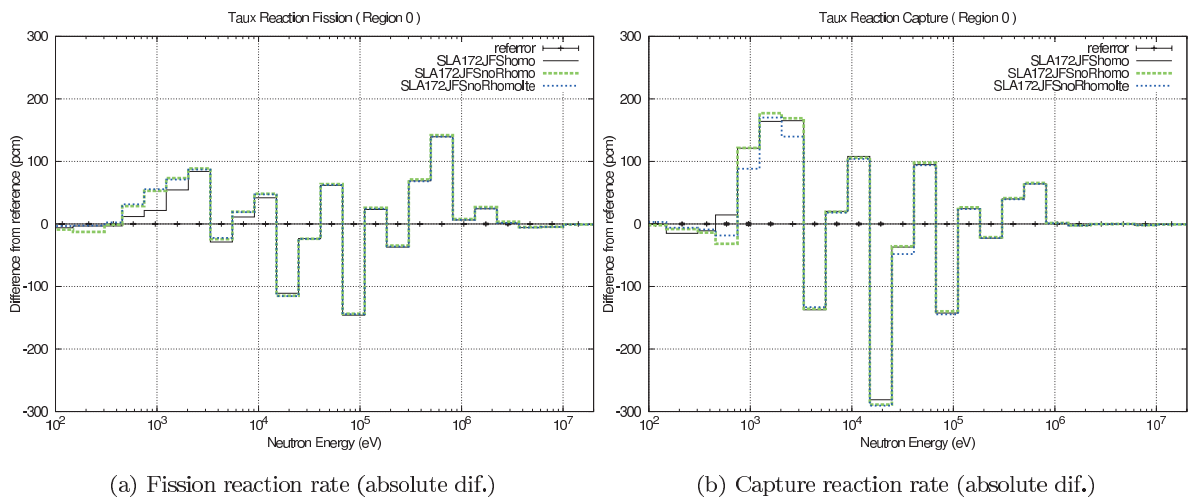 Taux Reaction Fission ( Region 0 )
300
200
100
0
-100
-200
-300
Difference from reference (pcm)
referror
SLA172JFShomo
SLA172JFSnoRhomo
SLA172JFSnoRhomolte
10^2
10^3
10^4
10^5
10^6
10^7
Neutron Energy (eV)
(a) Fission reaction rate (absolute dif.)
Taux Reaction Capture ( Region 0 )
300
200
100
0
-100
-200
-300
Difference from reference (pcm)
referror
SLA172JFShomo
SLA172JFSnoRhomo
SLA172JFSnoRhomolte
10^2
10^3
10^4
10^5
10^6
10^7
Neutron Energy (eV)
(b) Capture reaction rate (absolute dif.)